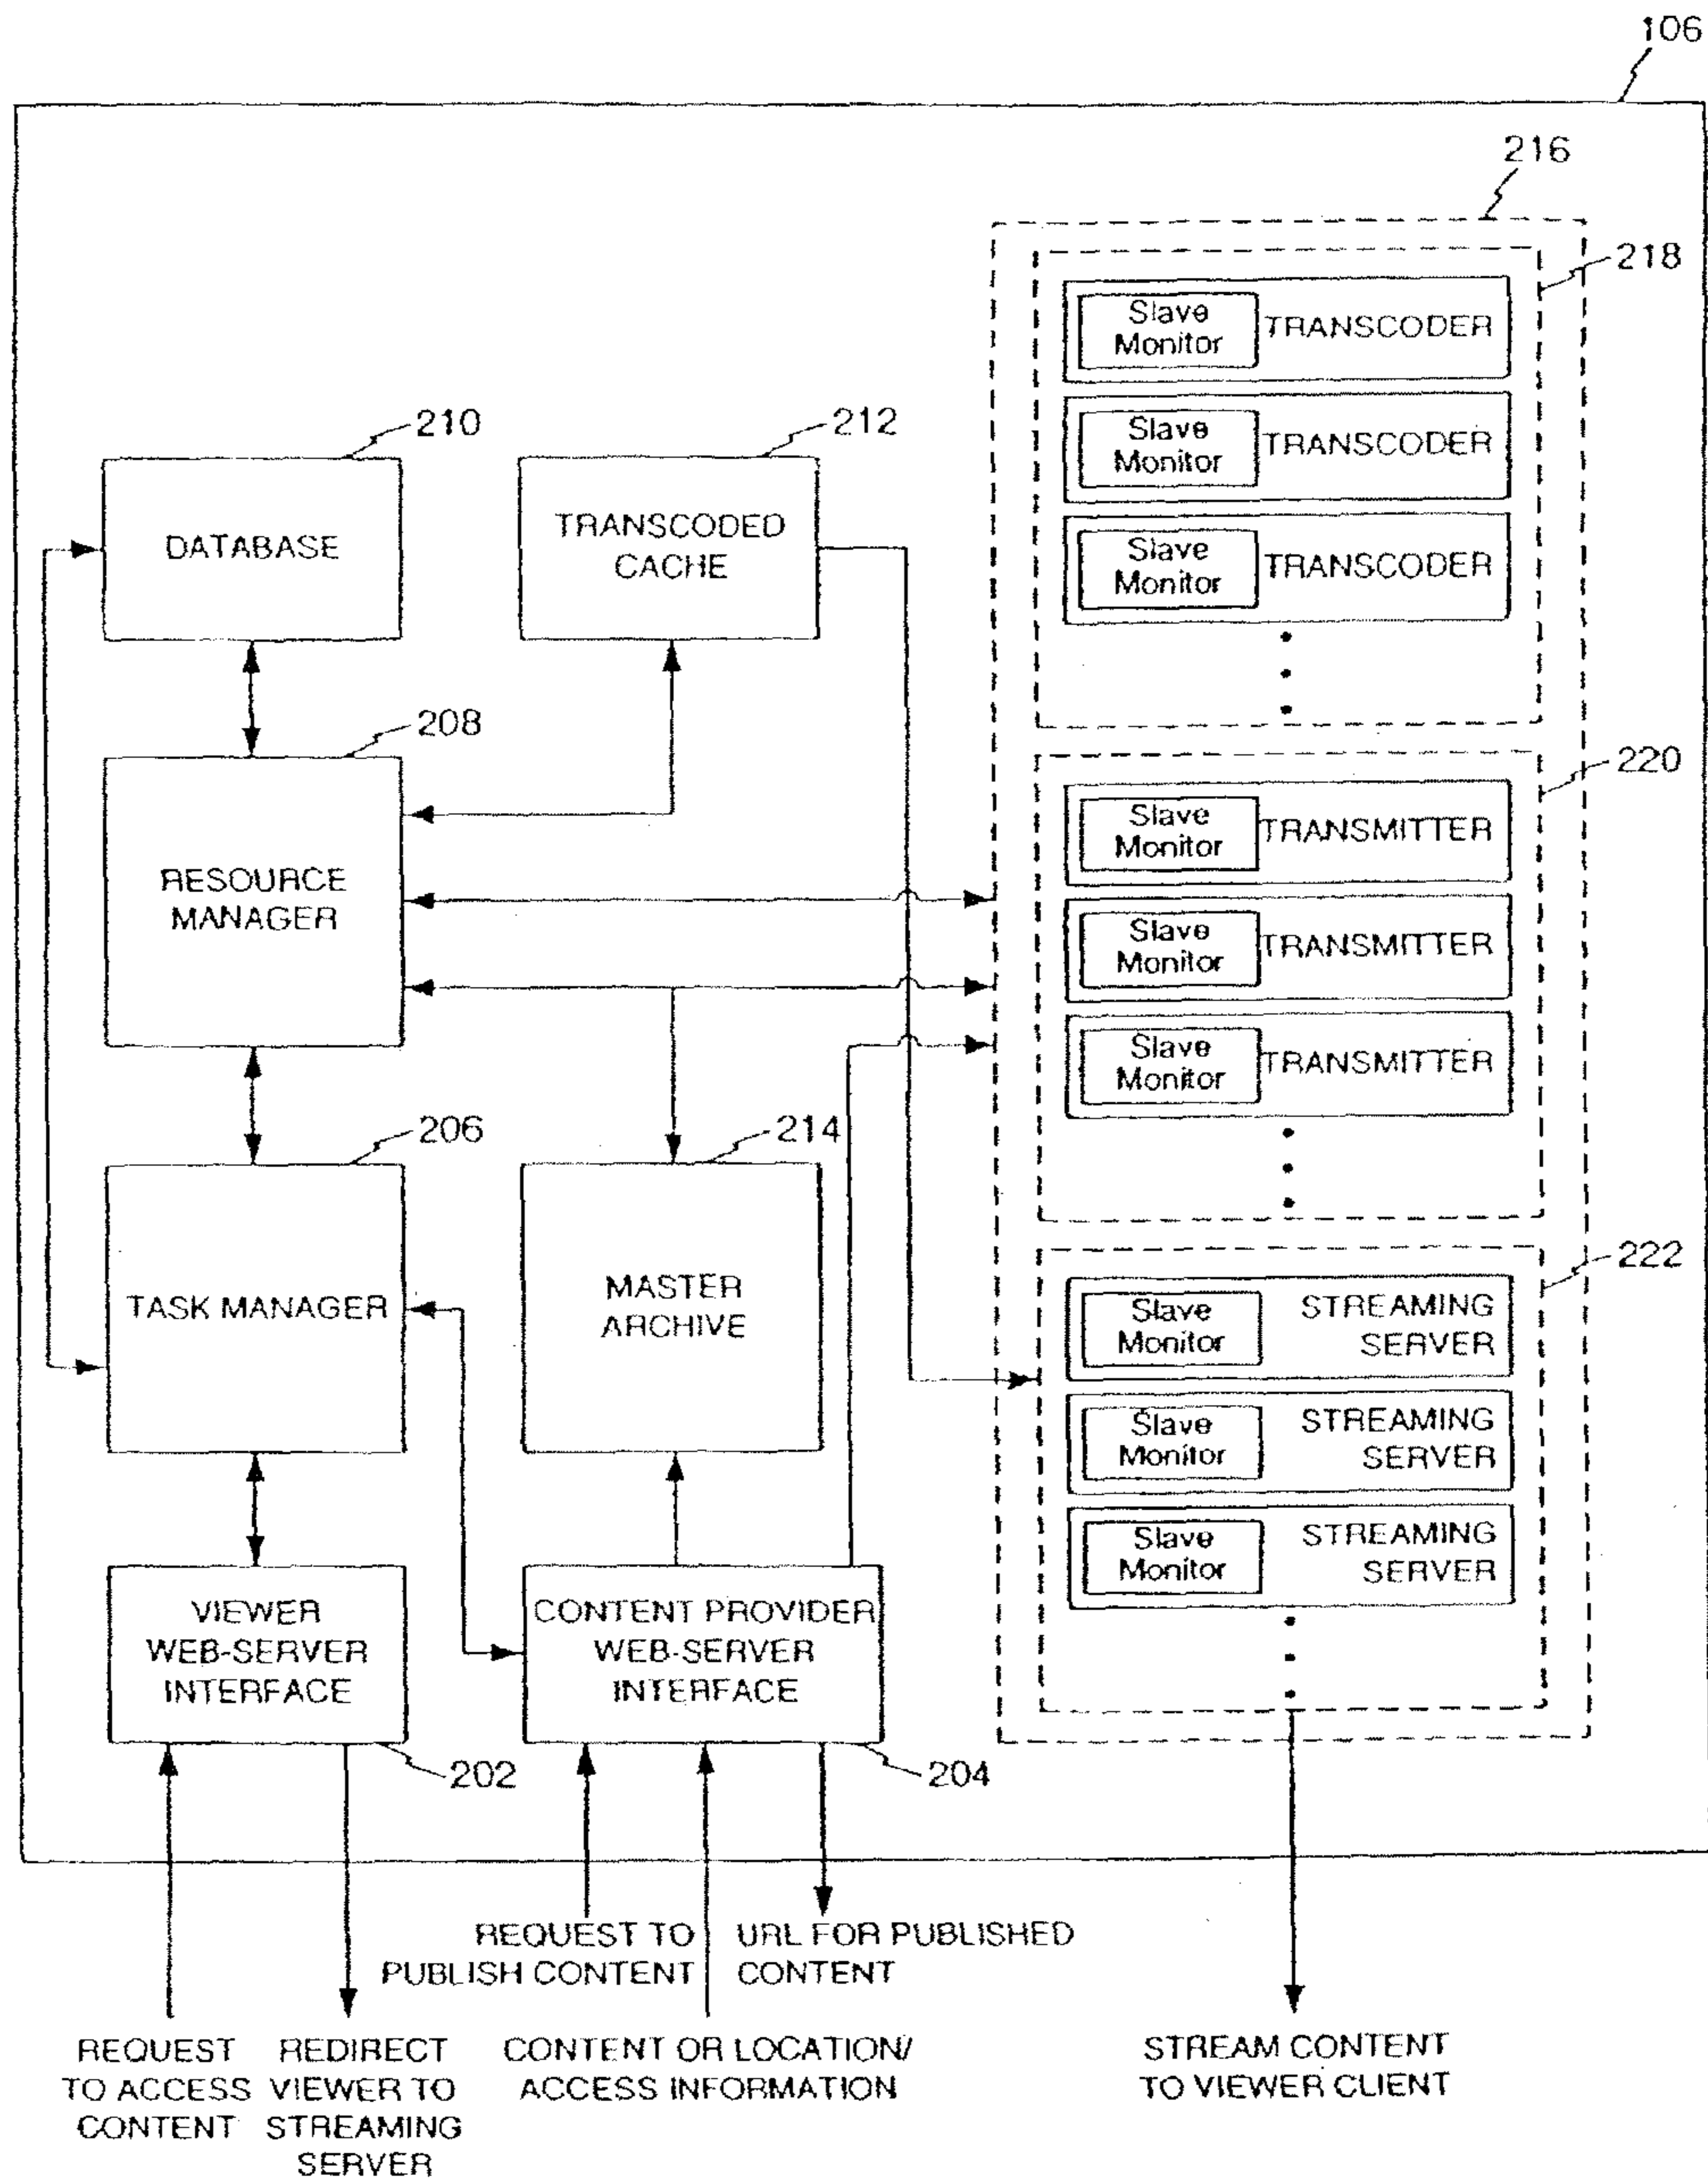 106
216
218
Slave
Monitor
TRANSCODER
Slave
Monitor
TRANSCODER
Slave
Monitor
TRANSCODER
210
DATABASE
212
TRANSCODED
CACHE
208
RESOURCE
MANAGER
220
Slave
Monitor
TRANSMITTER
Slave
Monitor
TRANSMITTER
Slave
Monitor
TRANSMITTER
206
TASK MANAGER
214
MASTER
ARCHIVE
222
Slave
Monitor
STREAMING
SERVER
Slave
Monitor
STREAMING
SERVER
Slave
Monitor
STREAMING
SERVER
VIEWER
WEB-SERVER
INTERFACE
202
CONTENT PROVIDER
WEB-SERVER
INTERFACE
204
REQUEST TO
PUBLISH CONTENT
URL FOR PUBLISHED
CONTENT
REQUEST
TO ACCESS
CONTENT
REDIRECT
VIEWER TO
STREAMING
SERVER
CONTENT OR LOCATION/
ACCESS INFORMATION
STREAM CONTENT
TO VIEWER CLIENT